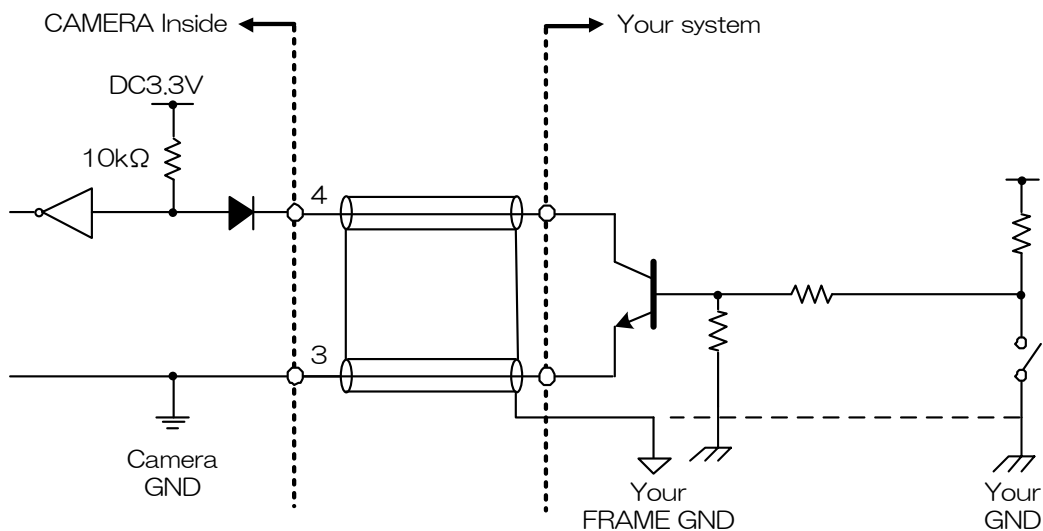 CAMERA Inside
Your system
DC3.3V
10kΩ
4
3
Camera
GND
Your
FRAME GND
Your
GND